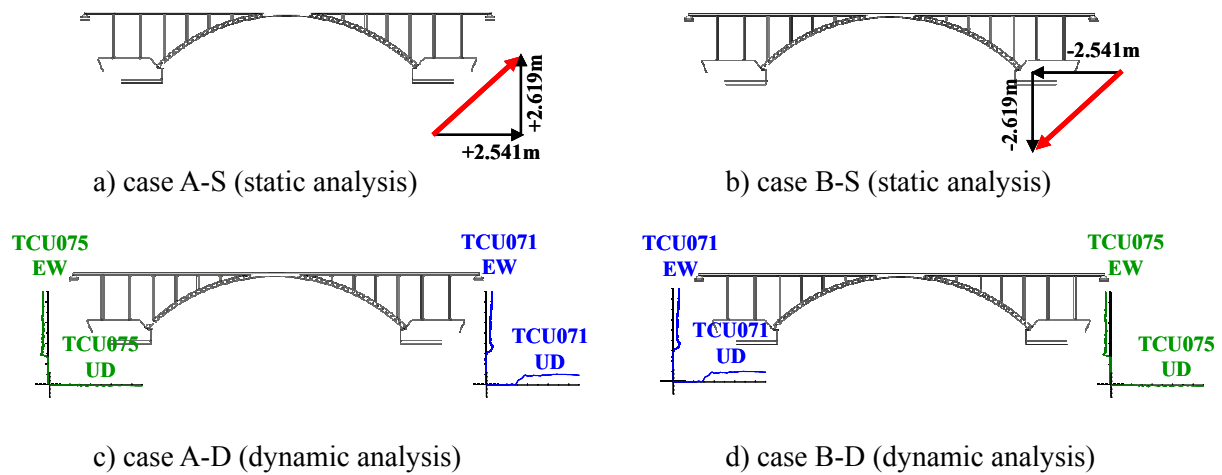 +2.619m
+2.541m
-2.541m
-2.619m
a) case A-S (static analysis)
b) case B-S (static analysis)
TCU075
EW
TCU071
EW
TCU075
UD
TCU071
UD
TCU071
EW
TCU075
EW
TCU071
UD
TCU075
UD
c) case A-D (dynamic analysis)
d) case B-D (dynamic analysis)